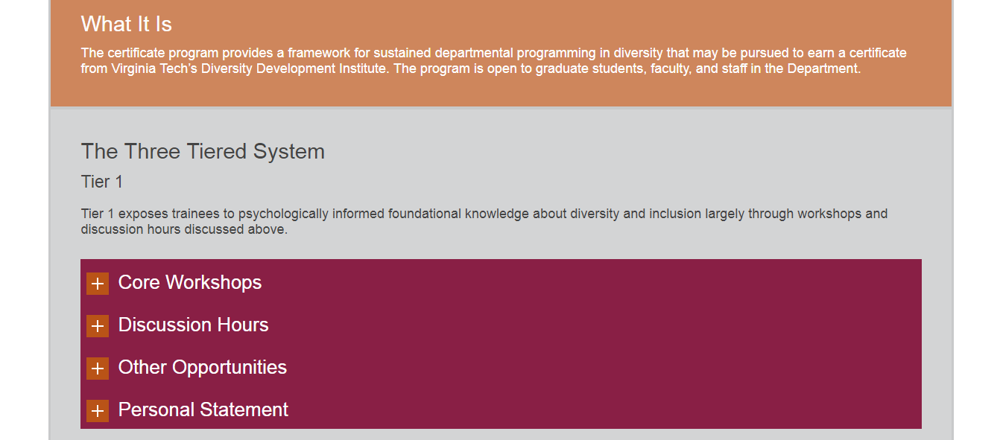 What It Is
The certificate program provides a framework for sustained departmental programming in diversity that may be pursued to earn a certificate
from Virginia Tech’s Diversity Development Institute. The program is open to graduate students, faculty, and staff in the Department.
The Three Tiered System
Tier 1
Tier 1 exposes trainees to psychologically informed foundational knowledge about diversity and inclusion largely through workshops and
discussion hours discussed above.
Core Workshops
Discussion Hours
Other Opportunities
Personal Statement